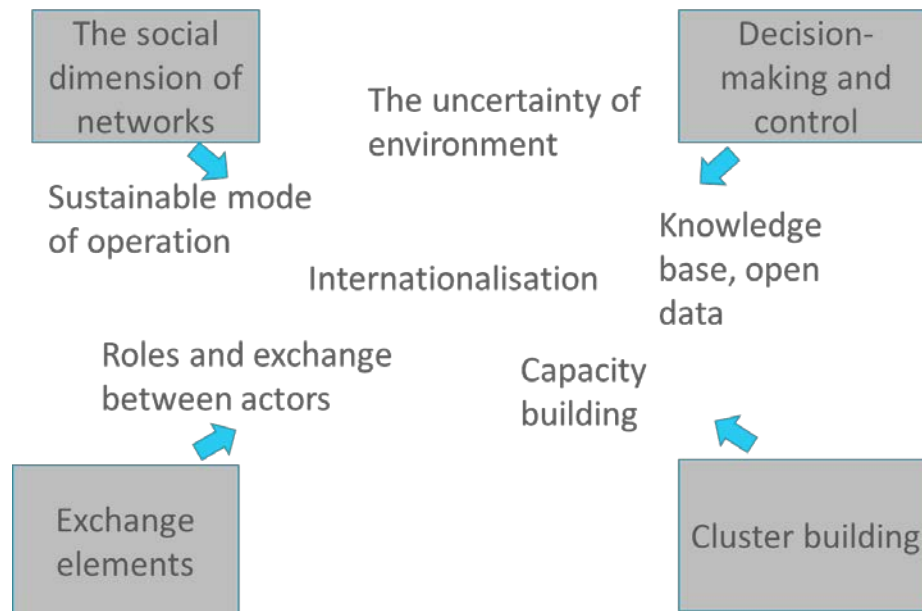 The social
dimension of
networks
Decision-
making and
control
The uncertainty of
environment
Sustainable mode
of operation
Knowledge
base, open
data
Internationalisation
Roles and exchange
between actors
Capacity
building
Exchange
elements
Cluster building